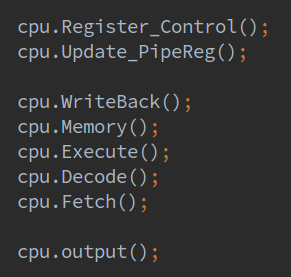 cpu.Register_Control();
cpu.Update_PipeReg();
cpu.WriteBack();
cpu.Memory();
cpu.Execute();
cpu.Decode();
cpu.Fetch();
cpu.output();